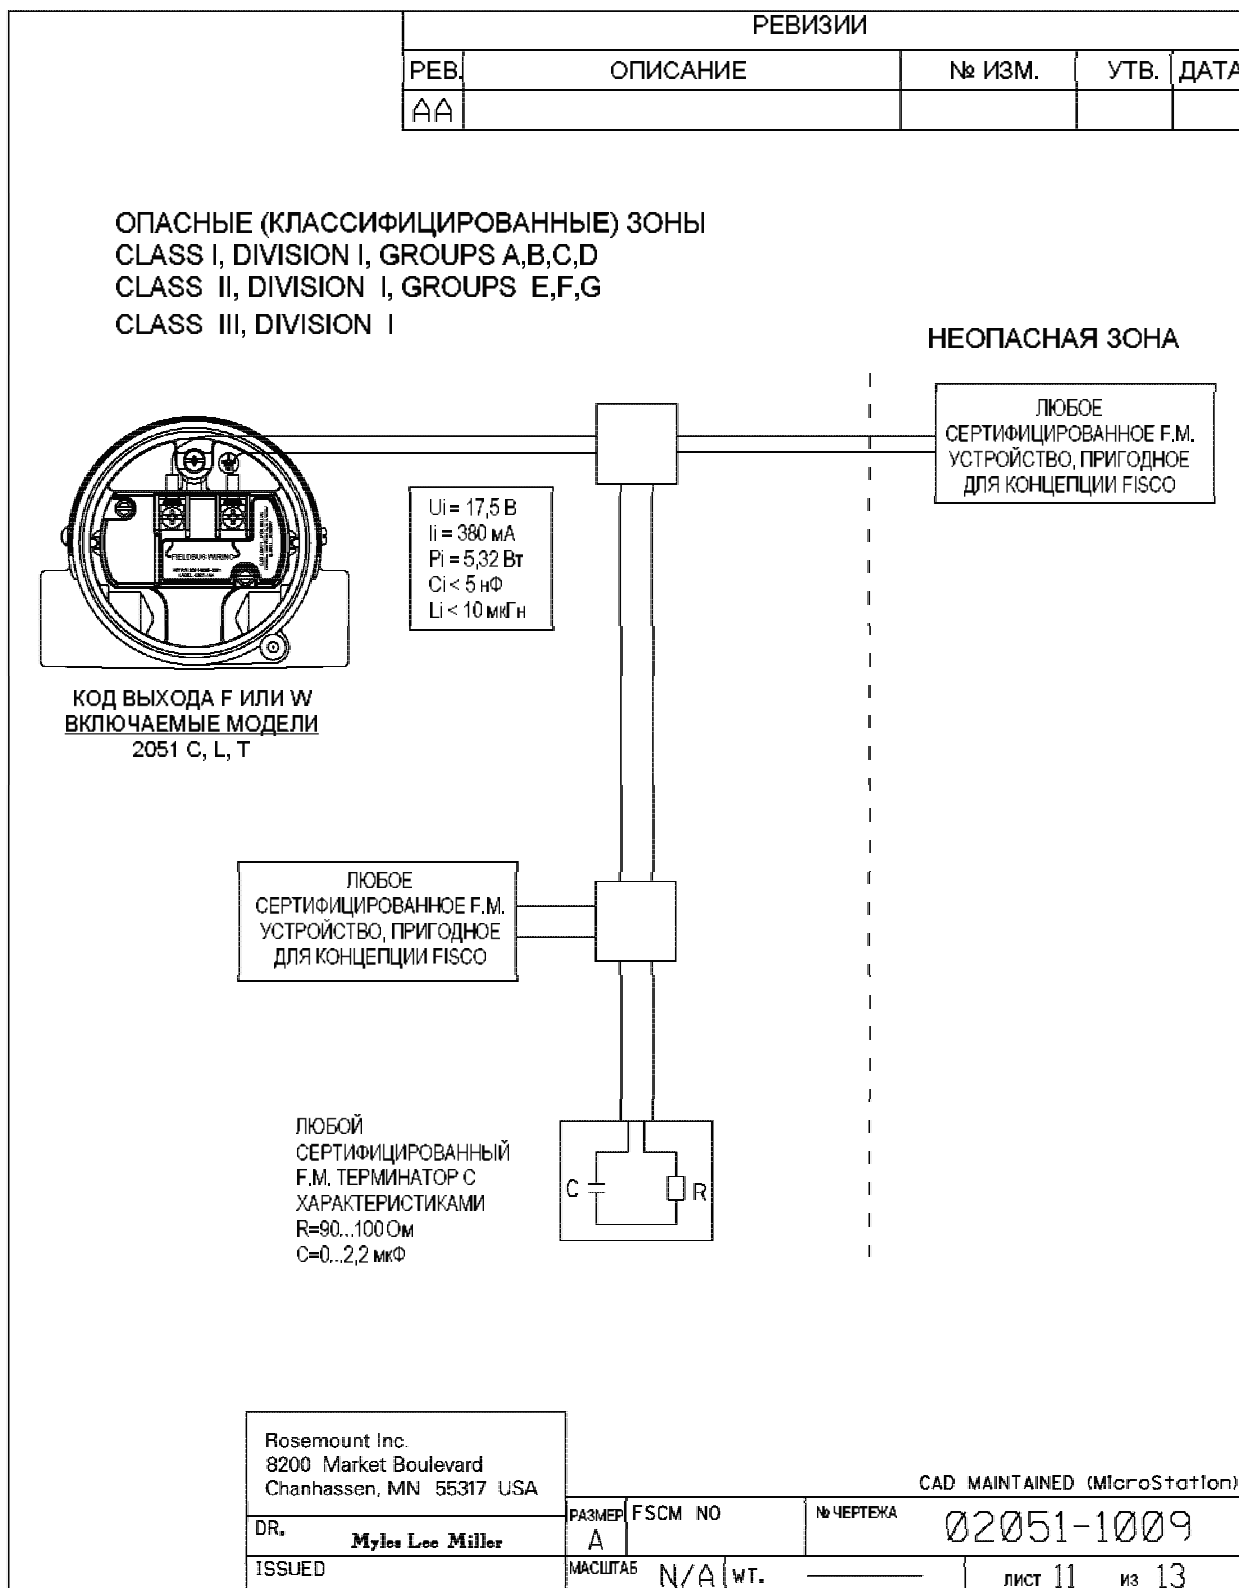 РЕВИЗИИ
РЕВ. ОПИСАНИЕ № ИЗМ. УТВ. ДАТА
AA
ОПАСНЫЕ (КЛАССИФИЦИРОВАННЫЕ) ЗОНЫ
CLASS I, DIVISION I, GROUPS A,B,C,D
CLASS II, DIVISION I, GROUPS E,F,G
CLASS III, DIVISION I
НЕОПАСНАЯ ЗОНА
ЛЮБОЕ
СЕРТИФИЦИРОВАННОЕ F.M.
УСТРОЙСТВО, ПРИГОДНОЕ
ДЛЯ КОНЦЕПЦИИ FISCO
Ui = 17,5 В
Ii = 380 мА
Pi = 5,32 Вт
Ci < 5 нФ
Li < 10 мкГн
FIELDBUS WIRING
КОД ВЫХОДА F ИЛИ W
ВКЛЮЧАЕМЫЕ МОДЕЛИ
2051 C, L, T
ЛЮБОЕ
СЕРТИФИЦИРОВАННОЕ F.M.
УСТРОЙСТВО, ПРИГОДНОЕ
ДЛЯ КОНЦЕПЦИИ FISCO
ЛЮБОЙ
СЕРТИФИЦИРОВАННЫЙ
F.M. ТЕРМИНАТОР С
ХАРАКТЕРИСТИКАМИ
R=90...100 Ом
C=0...2,2 мкФ
C R
Rosemount Inc.
8200 Market Boulevard
Chanhassen, MN 55317 USA
CAD MAINTAINED (MicroStation)
DR. Myles Lee Miller
РАЗМЕР A
FSCM NO
№ ЧЕРТЕЖА 02051-1009
ISSUED
МАСШТАБ N/A WT. ЛИСТ 11 ИЗ 13